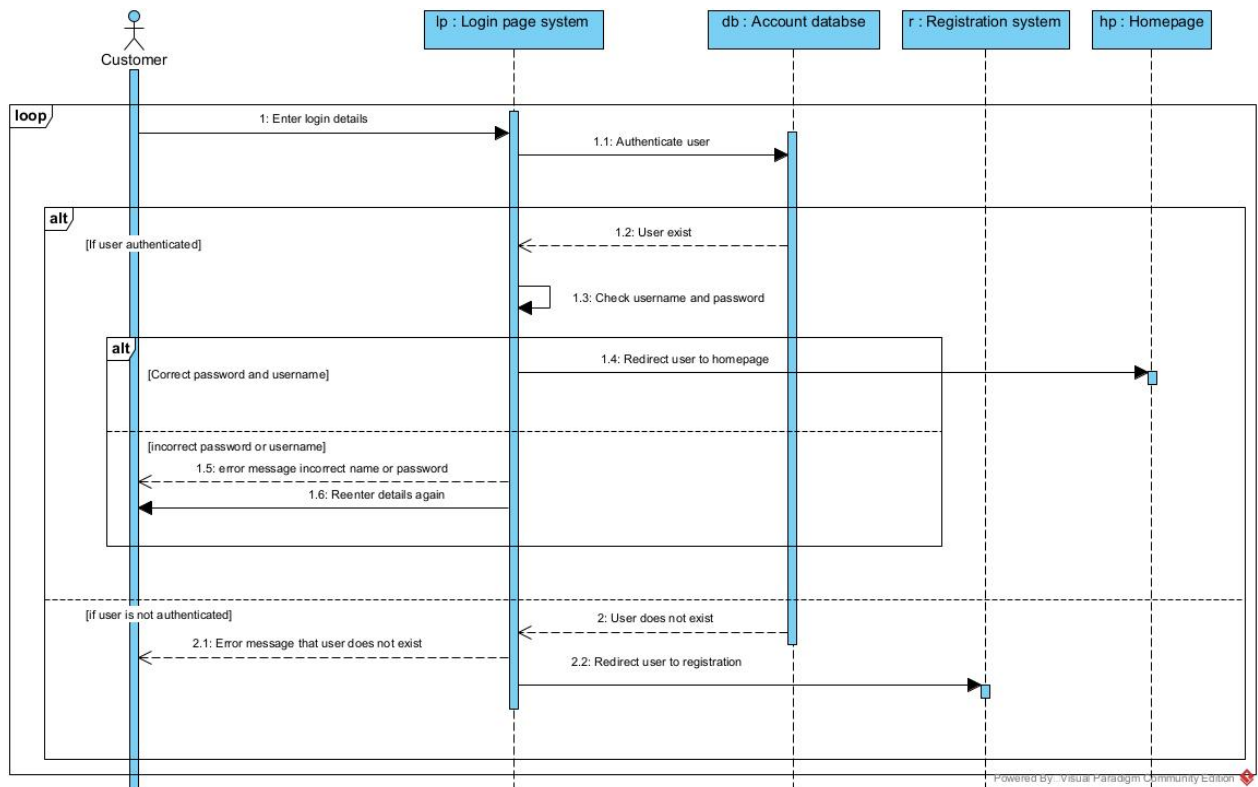 lp : Login page system
db : Account databse
r : Registration system
hp : Homepage
Customer
loop
1: Enter login details
1.1: Authenticate user
alt
[If user authenticated]
1.2: User exist
1.3: Check username and password
alt
1.4: Redirect user to homepage
[Correct password and username]
[incorrect password or username]
1.5: error message incorrect name or password
1.6: Reenter details again
[if user is not authenticated]
2: User does not exist
2.1: Error message that user does not exist
2.2: Redirect user to registration
Powered By Visual Paradigm Community Edition